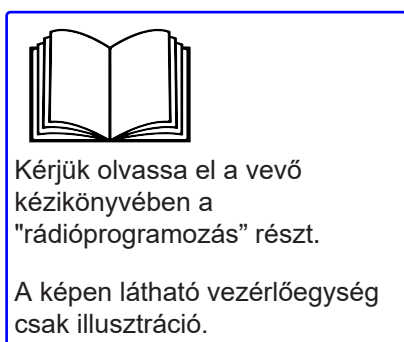 Kérjük olvassa el a vevő
kézikönyvében a
"rádióprogramozás” részt.
A képen látható vezérlőegység
csak illusztráció.